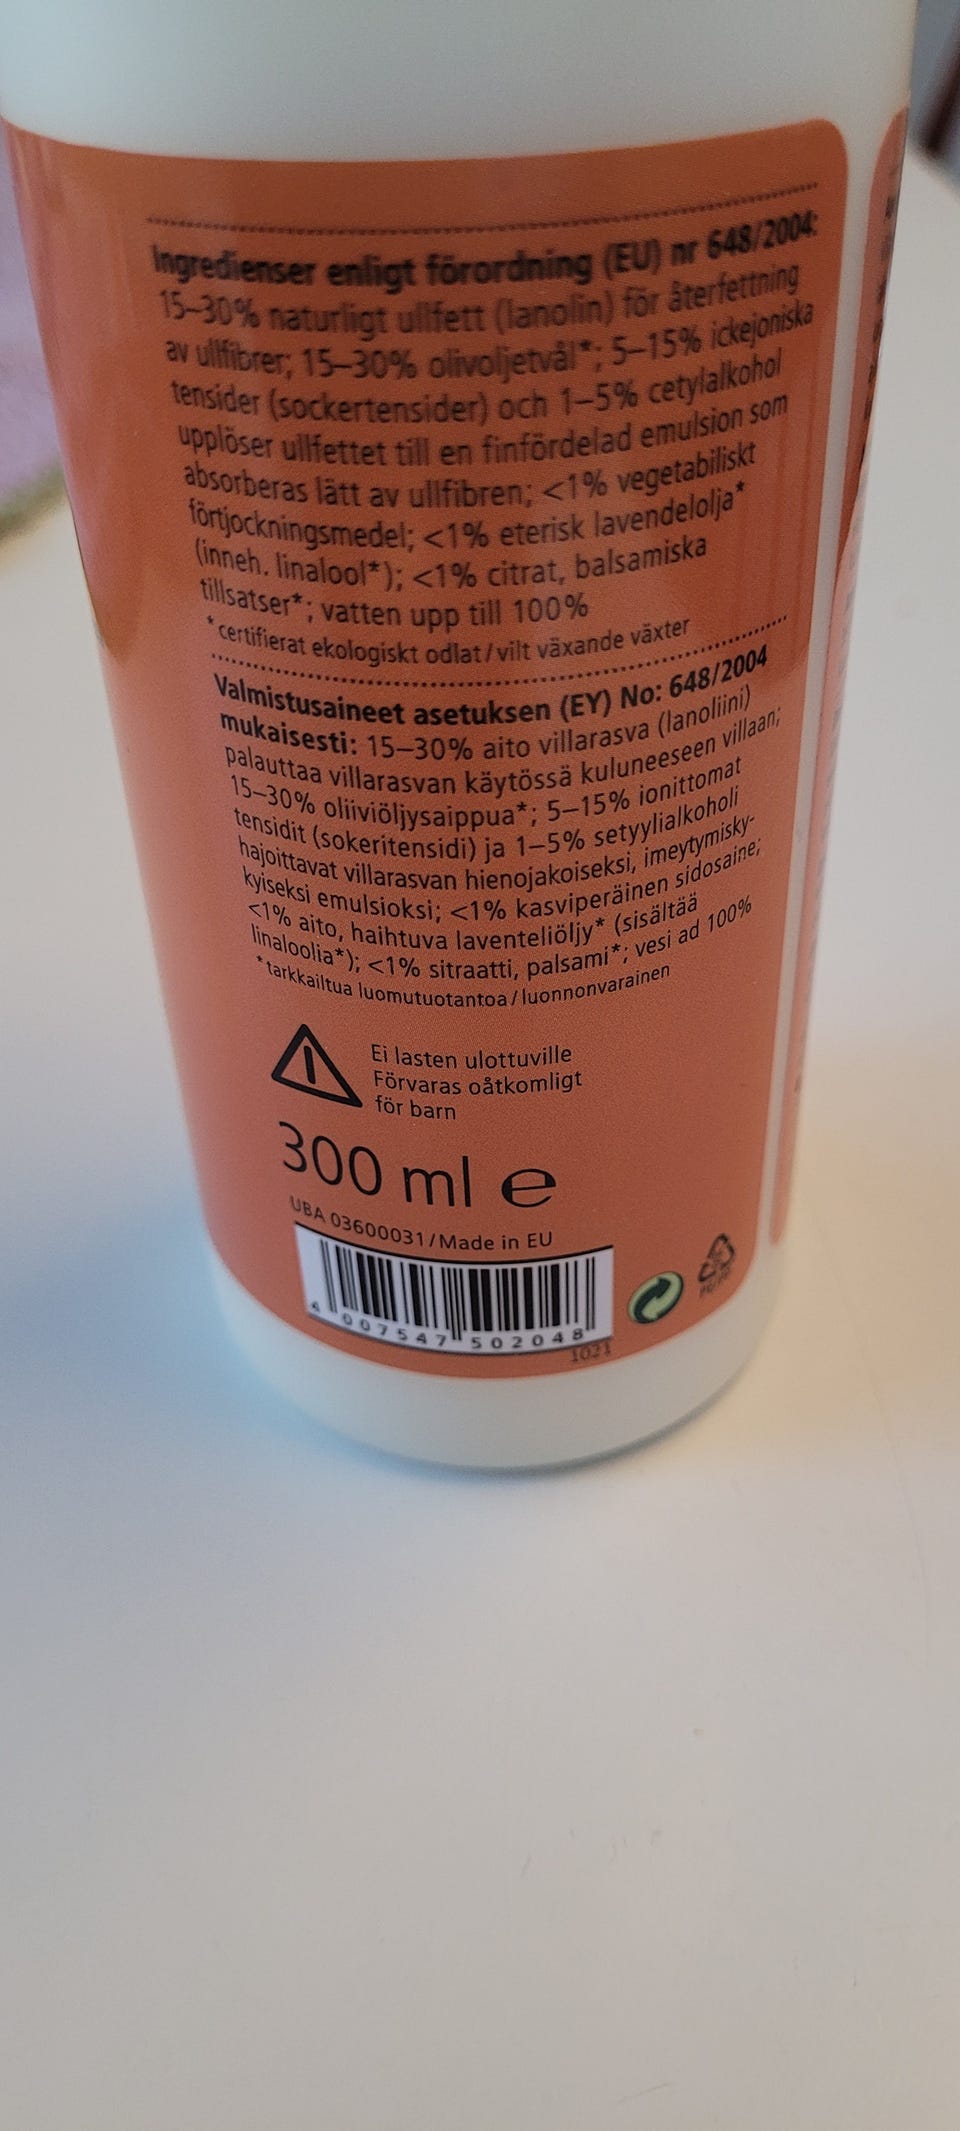 Ingredienser enligt förordning (EU) nr 648/2004:
15–30% naturligt ullfett (lanolin) för återfettning
av ullfibrer; 15–30% olivoljetvål*; 5–15% ickejoniska
tensider (sockertensider) och 1–5% cetylalkohol
upplöser ullfettet till en finfördelad emulsion som
absorberas lätt av ullfibren; <1% vegetabiliskt
förtjockningsmedel; <1% eterisk lavendelolja*
(inneh. linalool*); <1% citrat, balsamiska
tillsatser*; vatten upp till 100%
*certifierat ekologiskt odlat/vilt växande växter
Valmistusaineet asetuksen (EY) No: 648/2004
mukaisesti: 15–30% aito villarasva (lanoliini)
palauttaa villarasvan käytössä kuluneeseen villaan;
15–30% oliiviöljysaippua*; 5–15% ionittomat
tensidit (sokeritensidi) ja 1–5% setyylialkoholi
hajoittavat villarasvan hienojakoiseksi, imeytymisky-
kyiseksi emulsioksi; <1% kasviperäinen sidosaine;
<1% aito, haihtuva laventeliöljy* (sisältää
linaloolia*); <1% sitraatti, palsami*; vesi ad 100%
*tarkkailtua luomutuotantoa/luonnonvarainen
Ei lasten ulottuville
Förvaras oåtkomligt
för barn
300 ml e
UBA 03600031/Made in EU
4 007547 502048
1021